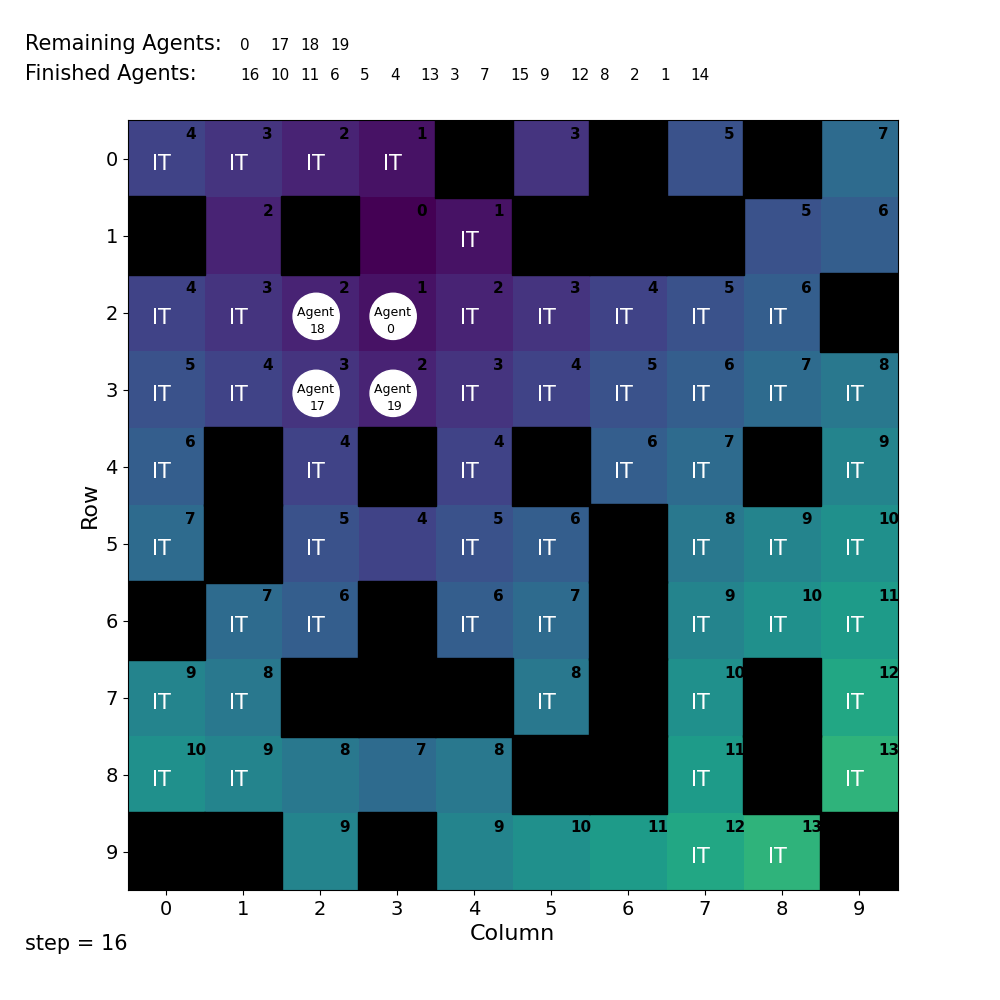 Remaining Agents: 0 17 18 19
Finished Agents: 16 10 11 6 5 4 13 3 7 15 9 12 8 2 1 14
4 3 2 1 3 5 7
0 IT IT IT IT
2 0 1 5 6
1 IT
4 3 2 1 2 3 4 5 6
2 IT IT Agent 18 Agent 0 IT IT IT IT IT
5 4 3 2 3 4 5 6 7 8
3 IT IT Agent 17 Agent 19 IT IT IT IT IT IT
6 4 4 6 7 9
4 IT IT IT IT IT IT
7 5 4 5 6 8 9 10
5 IT IT IT IT IT IT IT
7 6 6 7 9 10 11
6 IT IT IT IT IT IT IT
9 8 8 10 12
7 IT IT IT IT IT
10 9 8 7 8 11 13
8 IT IT IT IT
9 9 10 11 12 13
9 IT IT
0 1 2 3 4 5 6 7 8 9
Row
Column
step = 16